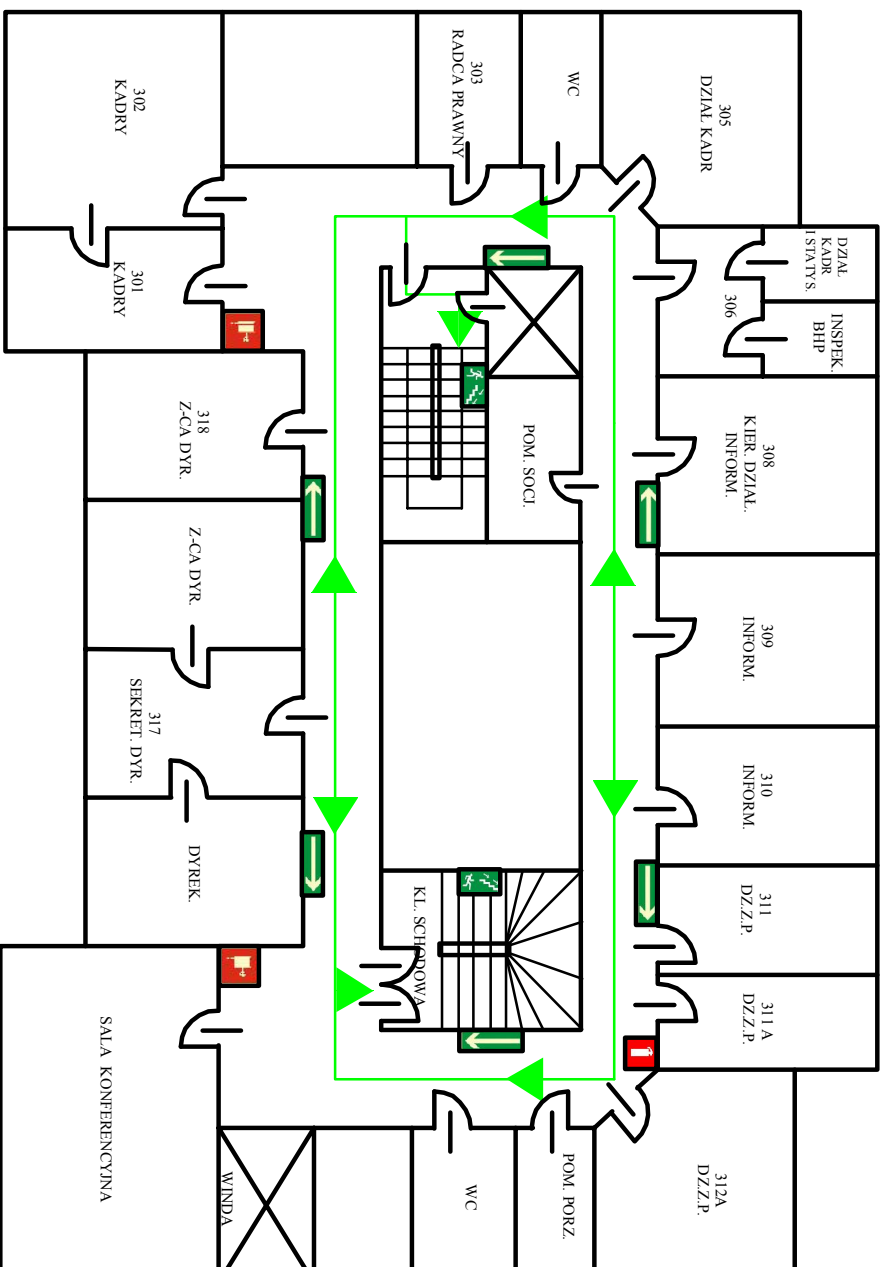 302
KADRY
303
RADCA PRAWNY
WC
305
DZIAŁ KADR
301
KADRY
DZIAŁ
KADR
I STATYS.
306
INSPEK.
BHP
318
Z-CA DYR.
POM. SOCJ.
308
KIER. DZIAŁ.
INFORM.
Z-CA DYR.
309
INFORM.
317
SEKRET. DYR.
310
INFORM.
DYREK.
KL. SCHODOWA
311
DZ.Z.P.
311 A
DZ.Z.P.
SALA KONFERENCYJNA
WINDA
WC
POM. PORZ.
312A
DZ.Z.P.